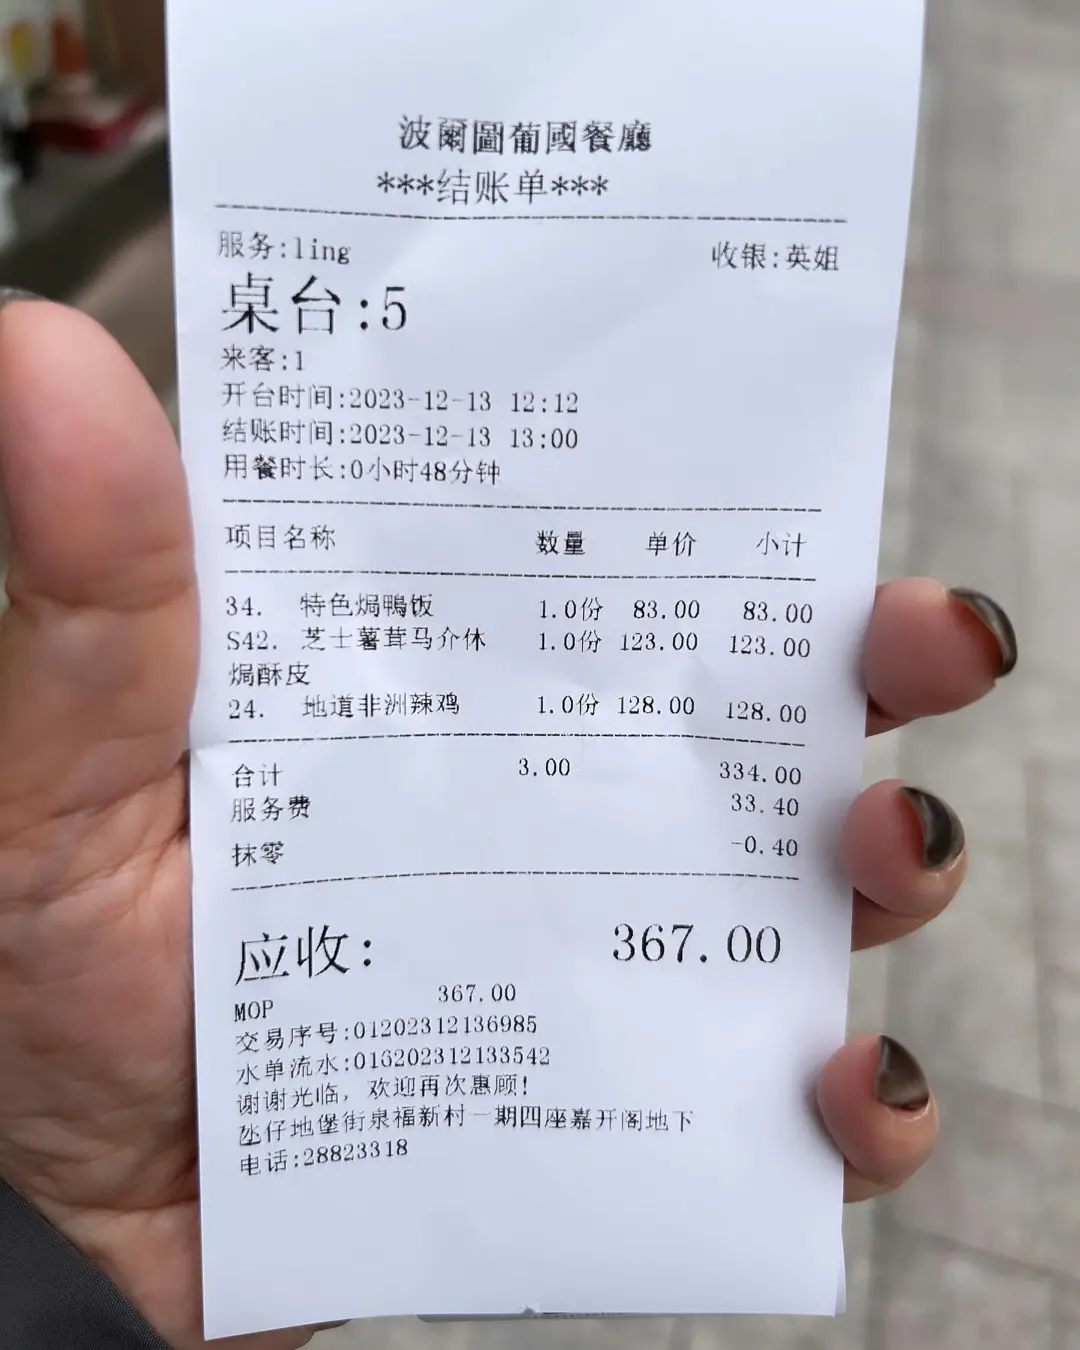 波爾圖葡國餐廳
***结账单***
服务:ling 收银:英姐
桌台:5
来客:1
开台时间:2023-12-13 12:12
结账时间:2023-12-13 13:00
用餐时长:0小时48分钟
项目名称 数量 单价 小计
34. 特色焗鴨饭 1.0份 83.00 83.00
S42. 芝士薯茸马介休 1.0份 123.00 123.00
焗酥皮
24. 地道非洲辣鸡 1.0份 128.00 128.00
合计 3.00 334.00
服务费 33.40
抹零 -0.40
应收: 367.00
MOP 367.00
交易序号:01202312136985
水单流水:016202312133542
谢谢光临，欢迎再次惠顾!
氹仔地堡街泉福新村一期四座嘉开阁地下
电话:28823318